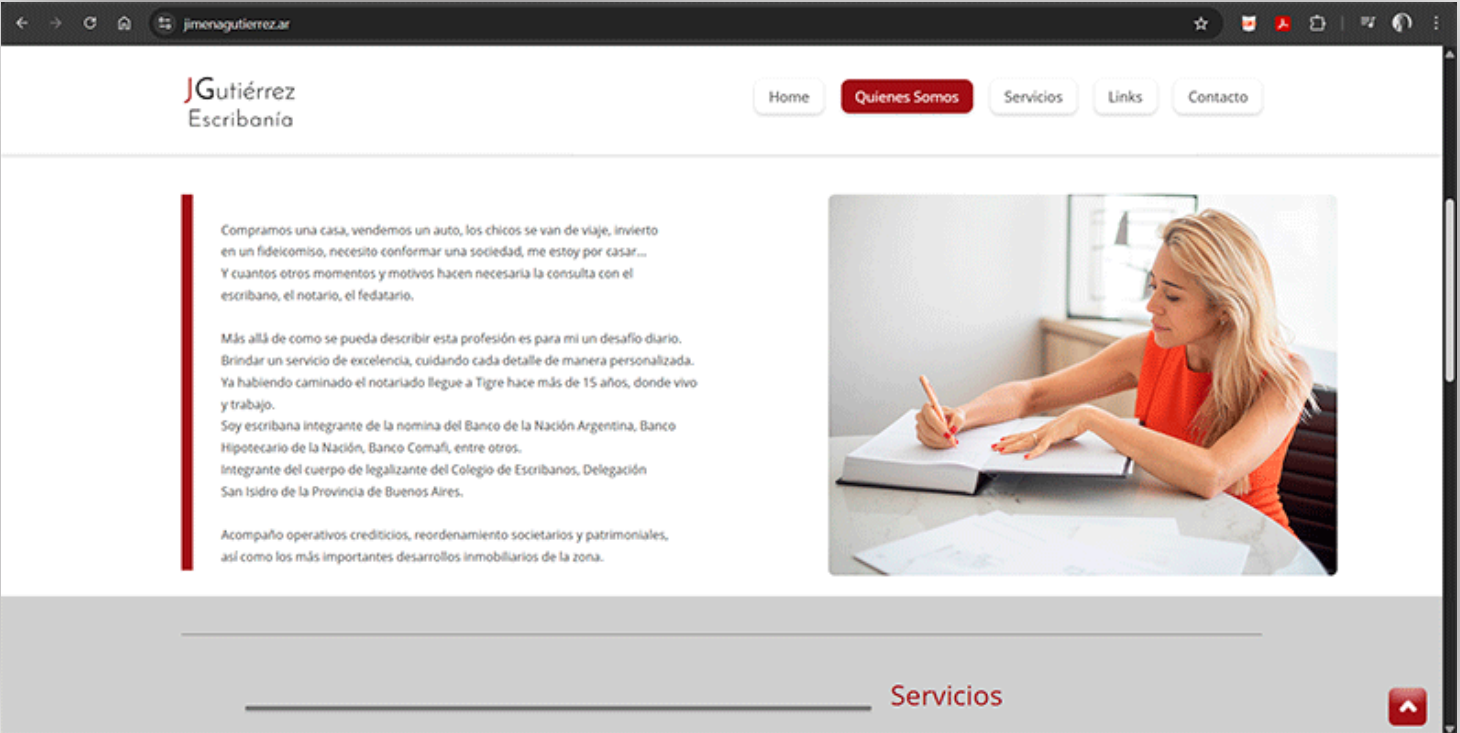 jimenagutierrez.ar
JGutiérrez
Escribanía
Home
Quienes Somos
Servicios
Links
Contacto
Compramos una casa, vendemos un auto, los chicos se van de viaje, invierto
en un fideicomiso, necesito conformar una sociedad, me estoy por casar...
Y cuantos otros momentos y motivos hacen necesaria la consulta con el
escribano, el notario, el fedatario.
Más allá de como se pueda describir esta profesión es para mi un desafío diario.
Brindar un servicio de excelencia, cuidando cada detalle de manera personalizada.
Ya habiendo caminado el notariado llegue a Tigre hace más de 15 años, donde vivo
y trabajo.
Soy escribana integrante de la nomina del Banco de la Nación Argentina, Banco
Hipotecario de la Nación, Banco Comafi, entre otros.
Integrante del cuerpo de legalizante del Colegio de Escribanos, Delegación
San Isidro de la Provincia de Buenos Aires.
Acompaño operativos crediticios, reordenamiento societarios y patrimoniales,
así como los más importantes desarrollos inmobiliarios de la zona.
Servicios